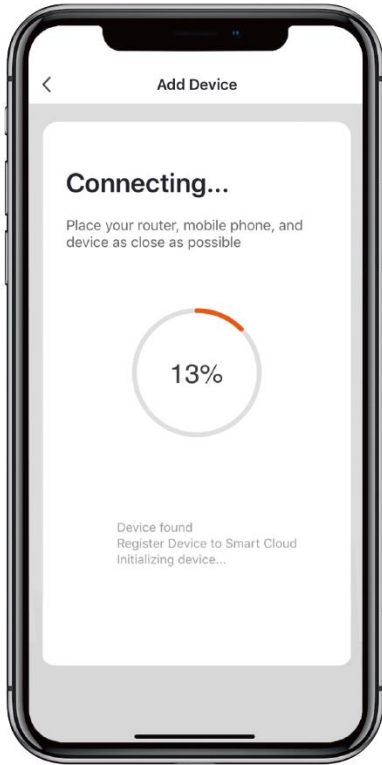 Add Device
Connecting...
Place your router, mobile phone, and
device as close as possible
13%
Device found
Register Device to Smart Cloud
Initializing device...